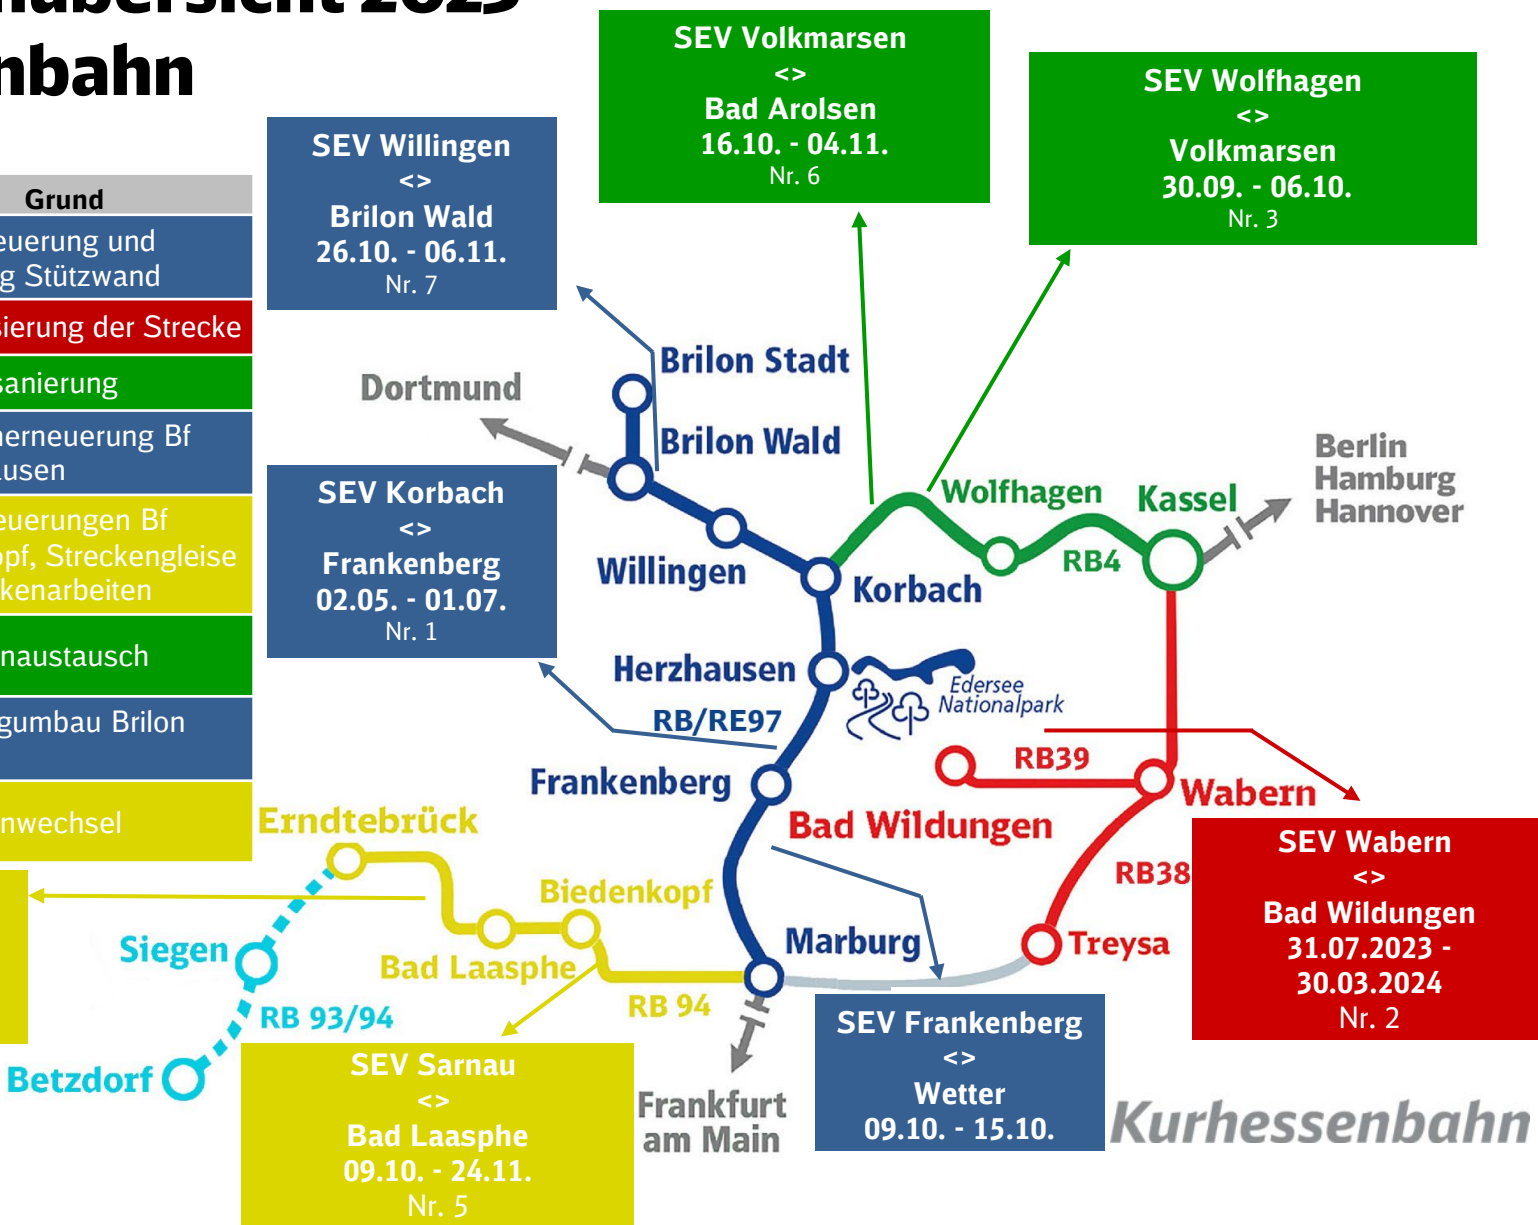 2023
nbahn
Grund
euerung und
g Stützwand
sierung der Strecke
sanierung
nerneuerung Bf
ausen
euerungen Bf
opf, Streckengleise
kenarbeiten
naustausch
gumbau Brilon
nwechsel
SEV Willingen
<>
Brilon Wald
26.10. - 06.11.
Nr. 7
SEV Volkmarsen
<>
Bad Arolsen
16.10. - 04.11.
Nr. 6
SEV Wolfhagen
<>
Volkmarsen
30.09. - 06.10.
Nr. 3
SEV Korbach
<>
Frankenberg
02.05. - 01.07.
Nr. 1
Dortmund
Brilon Stadt
Brilon Wald
Willingen
Korbach
Wolfhagen
Kassel
RB4
Berlin
Hamburg
Hannover
Herzhausen
Edersee
Nationalpark
RB/RE97
Frankenberg
RB39
Bad Wildungen
Wabern
RB38
Treysa
Marburg
Erndtebrück
Biedenkopf
Bad Laasphe
RB 94
Siegen
RB 93/94
Betzdorf
Frankfurt
am Main
SEV Wabern
<>
Bad Wildungen
31.07.2023 -
30.03.2024
Nr. 2
SEV Frankenberg
<>
Wetter
09.10. - 15.10.
SEV Sarnau
<>
Bad Laasphe
09.10. - 24.11.
Nr. 5
Kurhessenbahn